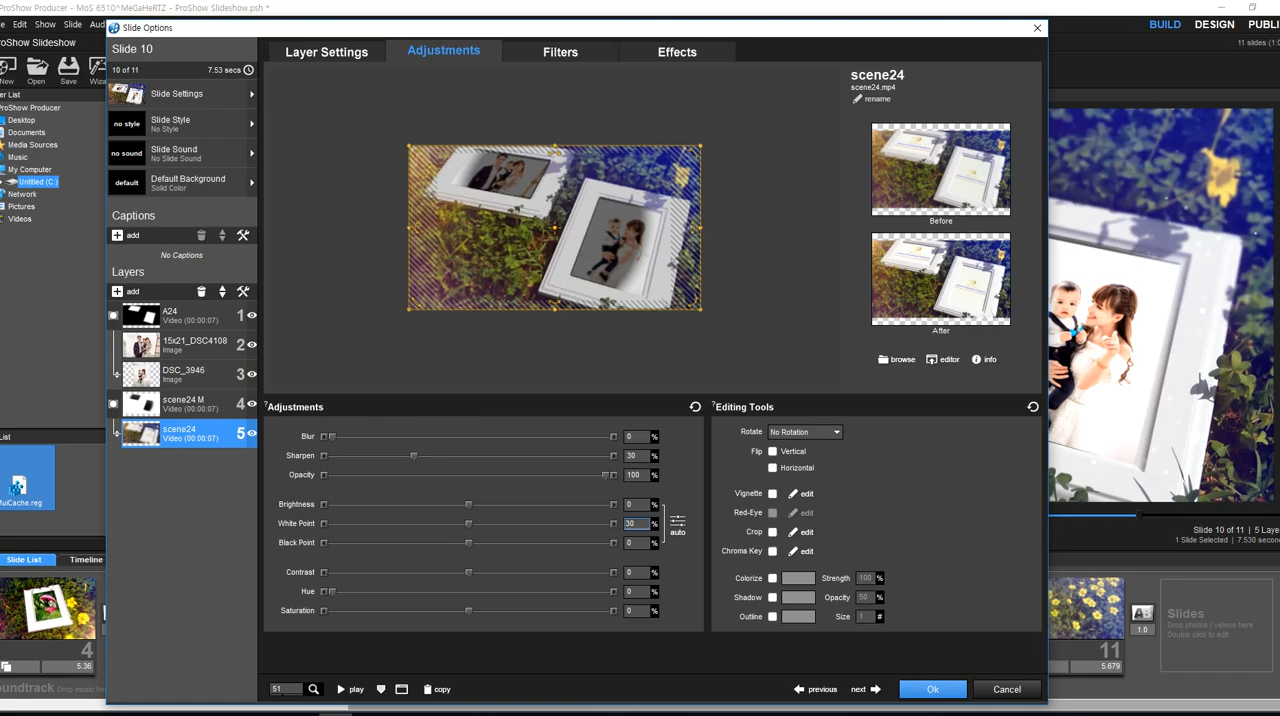 ProShow Producer - MoS 6510^MeGaHeRTZ - ProShow Slideshow.psh *
Edit Show Slide Aud
BUILD DESIGN PUBLI
ProShow Slideshow
11 slides (1:0
New Open Save Wiza
er List
ProShow Producer
Desktop
Documents
Media Sources
Music
My Computer
Untitled (C:)
Network
Pictures
Videos
List
MuiCache.reg
Slide List Timeline
4
5.36
oundtrack Drop music he
Slide Options
Slide 10
10 of 11 7.53 secs
Slide Settings
no style
Slide Style
No Style
no sound
Slide Sound
No Slide Sound
default
Default Background
Solid Color
Captions
add
No Captions
Layers
add
A24
Video (00:00:07)
1
15x21_DSC4108
Image
2
DSC_3946
Image
3
scene24 M
Video (00:00:07)
4
scene24
Video (00:00:07)
5
Layer Settings Adjustments Filters Effects
scene24
scene24.mp4
rename
Before
After
browse editor info
?Adjustments
Blur 0 %
Sharpen 30 %
Opacity 100 %
Brightness 0 %
White Point 30 %
Black Point 0 %
auto
Contrast 0 %
Hue 0 %
Saturation 0 %
?Editing Tools
Rotate No Rotation
Flip Vertical
Horizontal
Vignette edit
Red-Eye edit
Crop edit
Chroma Key edit
Colorize Strength 100 %
Shadow Opacity 50 %
Outline Size 1 #
51 play copy
previous next Ok Cancel
Slide 10 of 11 | 5 Laye
1 Slide Selected | 7.530 second
AB
1.0
11
5.679
Slides
Drop photos / videos here.
Double click to edit.